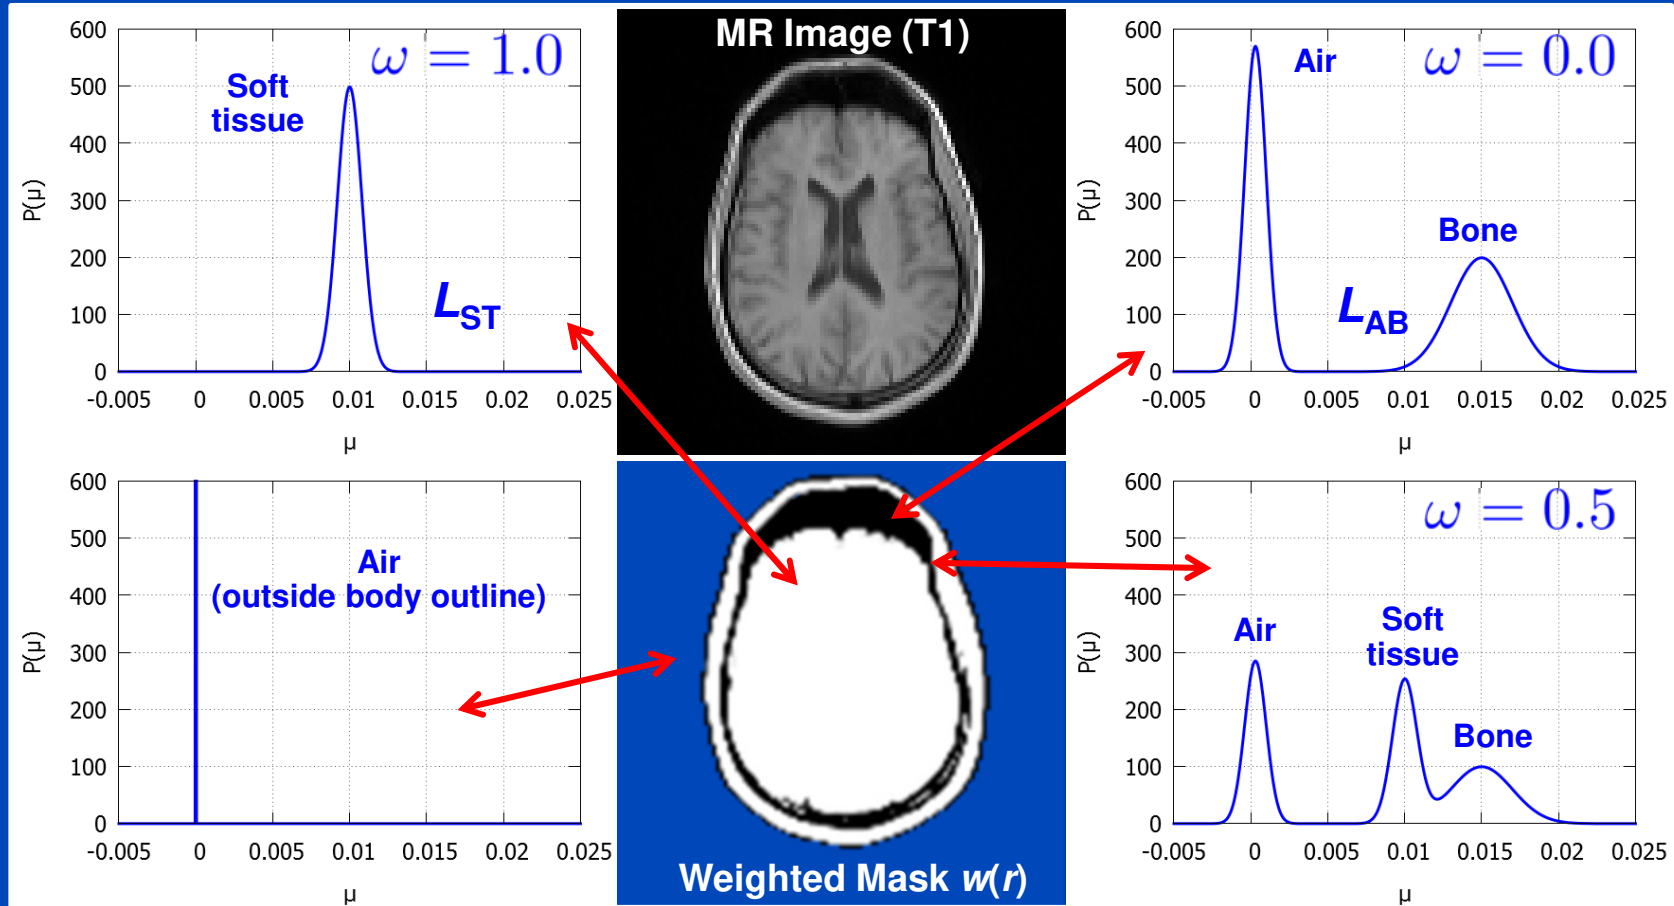 600
500
400
300
200
100
0
P(μ)
ω = 1.0
Soft
tissue
L_ST
-0.005 0 0.005 0.01 0.015 0.02 0.025
μ
MR Image (T1)
600
500
400
300
200
100
0
P(μ)
Air
ω = 0.0
Bone
L_AB
-0.005 0 0.005 0.01 0.015 0.02 0.025
μ
600
500
400
300
200
100
0
P(μ)
Air
(outside body outline)
-0.005 0 0.005 0.01 0.015 0.02 0.025
μ
Weighted Mask w(r)
600
500
400
300
200
100
0
P(μ)
ω = 0.5
Air
Soft
tissue
Bone
-0.005 0 0.005 0.01 0.015 0.02 0.025
μ